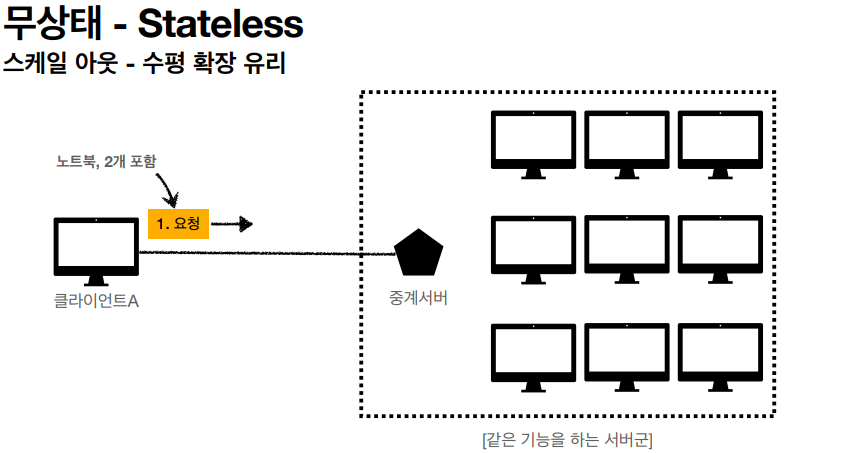 무상태 - Stateless
스케일 아웃 - 수평 확장 유리
노트북, 2개 포함
1. 요청
클라이언트A
중계서버
[같은 기능을 하는 서버군]